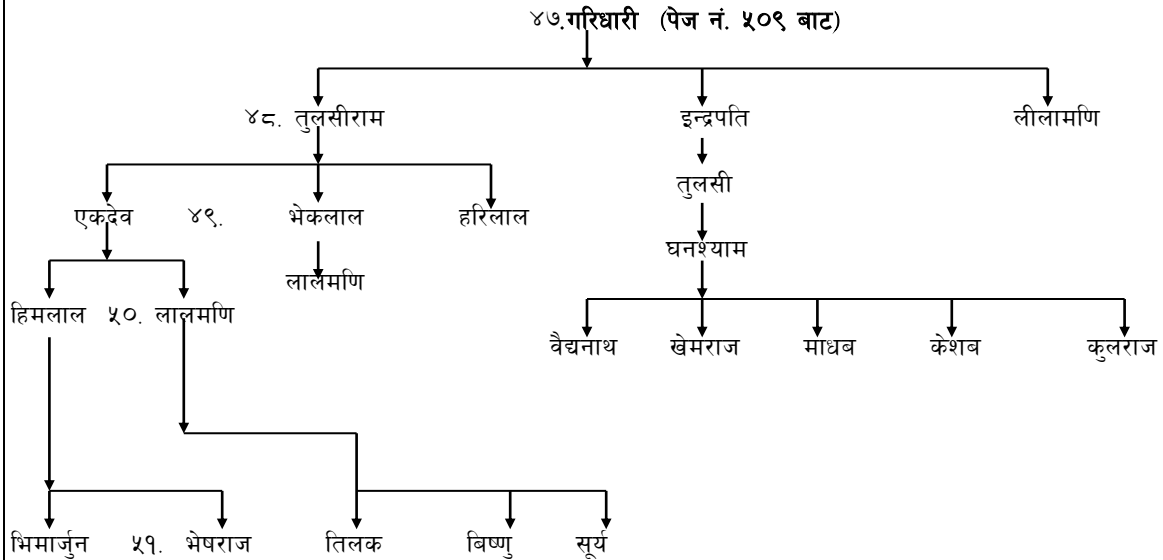 ४७.गरिधारी (पेज नं. ५०९ बाट)
४८. तुलसीराम इन्द्रपति लीलामणि
तुलसी
एकदेव ४९. भेकलाल हरिलाल
घनश्याम
लालमणि
हिमलाल ५०. लालमणि
वैद्यनाथ खेमराज माधब केशब कुलराज
भिमार्जुन ५१. भेषराज तिलक बिष्णु सूर्य